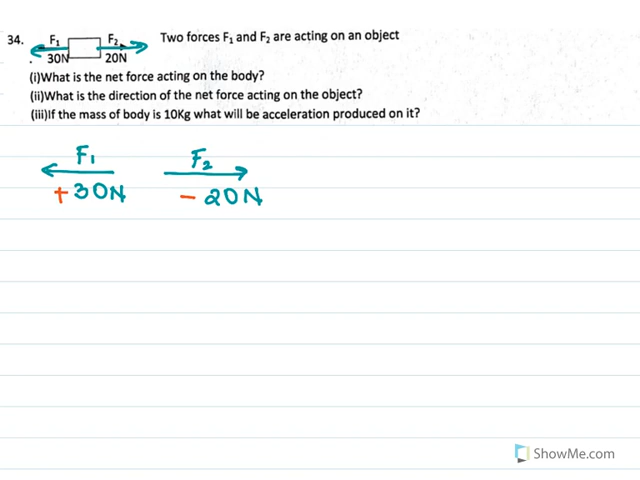 34. F₁ F₂ Two forces F₁ and F₂ are acting on an object
30N 20N
(i)What is the net force acting on the body?
(ii)What is the direction of the net force acting on the object?
(iii)If the mass of body is 10Kg what will be acceleration produced on it?
F₁ F₂
+30N - 20N
ShowMe.com